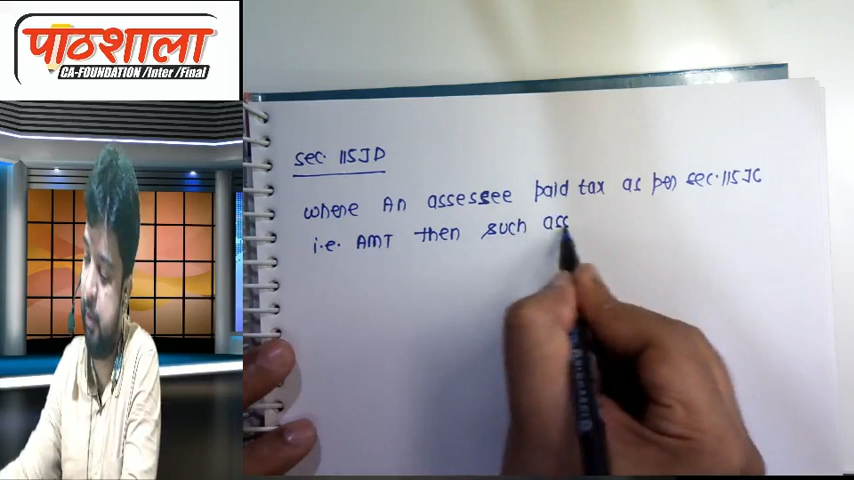 पाठशाला
CA-FOUNDATION /Inter /Final
sec. 115JD
where An assessee paid tax as per sec. 115JC
i.e. AMT then such ass